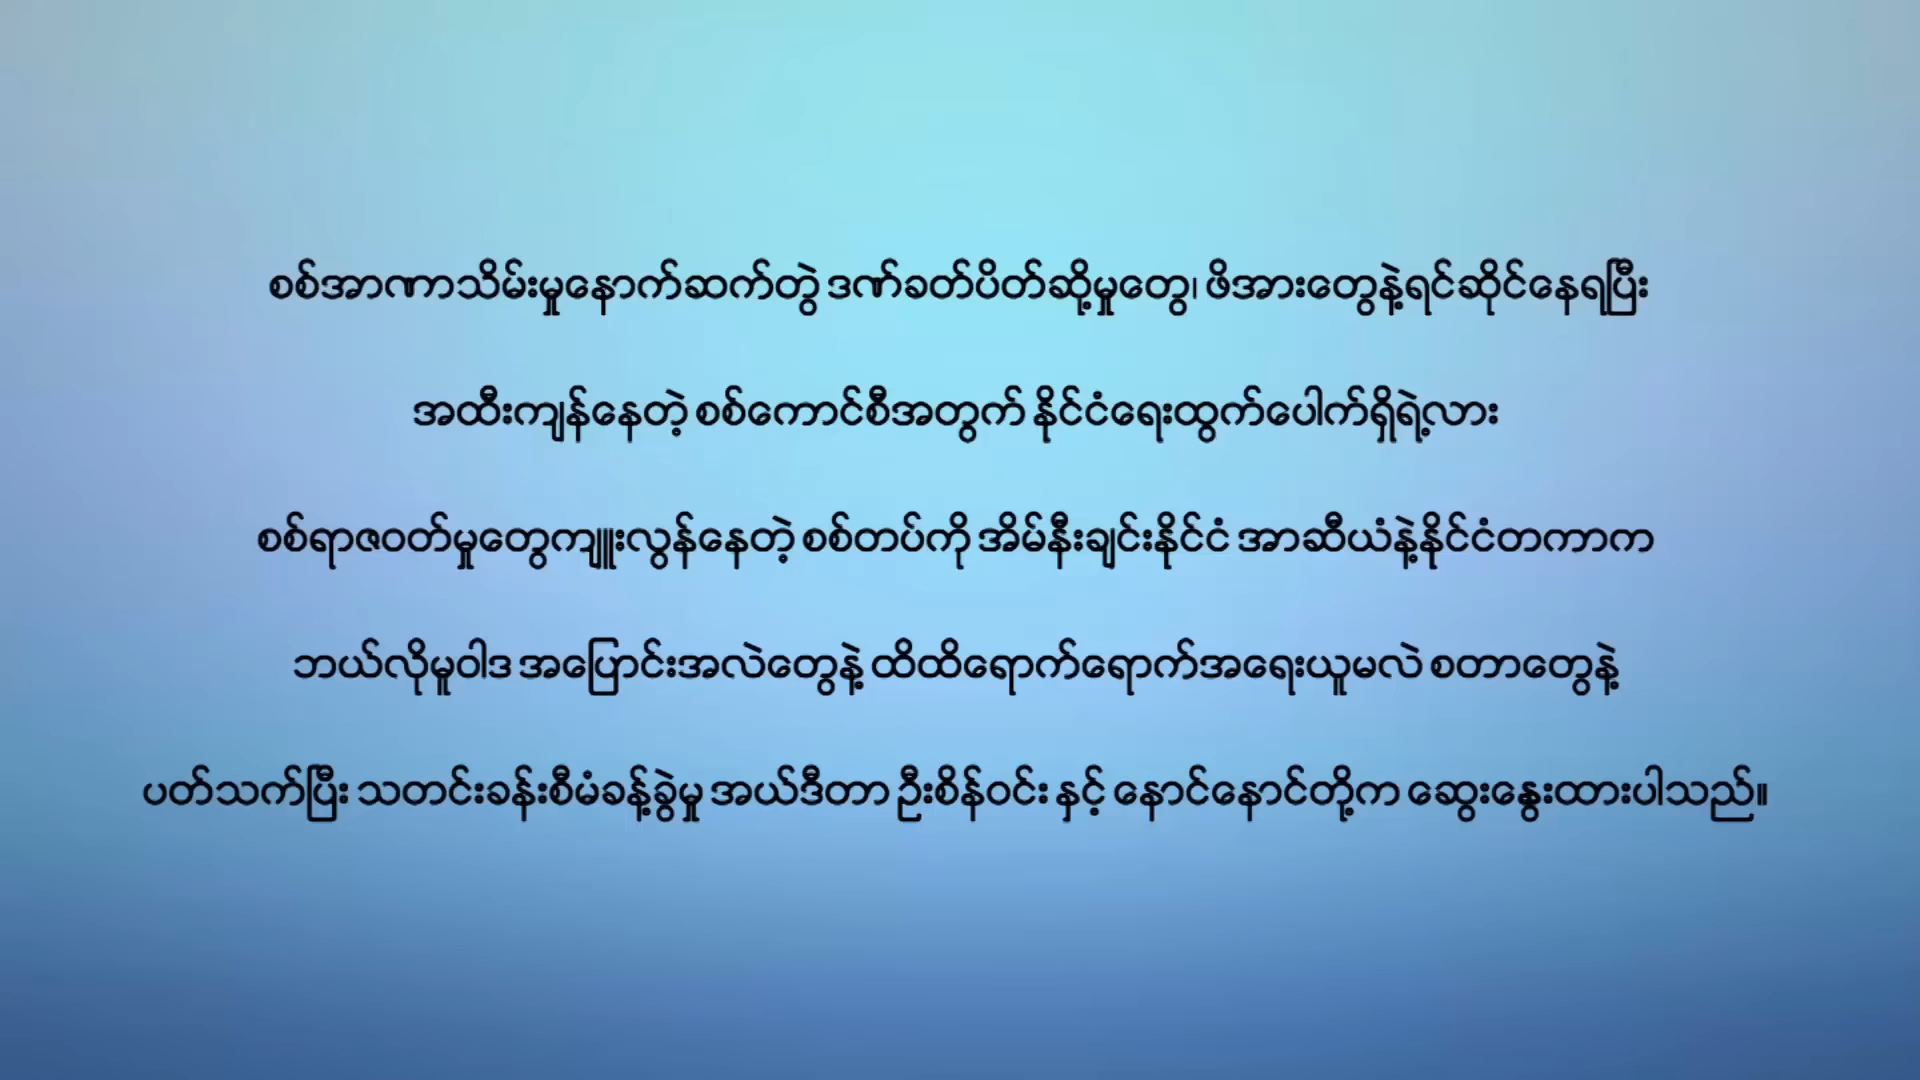 စစ်အာဏာသိမ်းမှုနောက်ဆက်တွဲ ဒဏ်ခတ်ပိတ်ဆို့မှုတွေ၊ ဖိအားတွေနဲ့ရင်ဆိုင်နေရပြီး
အထီးကျန်နေတဲ့ စစ်ကောင်စီအတွက် နိုင်ငံရေးထွက်ပေါက်ရှိရဲ့လား
စစ်ရာဇဝတ်မှုတွေကျူးလွန်နေတဲ့ စစ်တပ်ကို အိမ်နီးချင်းနိုင်ငံ အာဆီယံနဲ့နိုင်ငံတကာက
ဘယ်လိုမူဝါဒ အပြောင်းအလဲတွေနဲ့ ထိထိရောက်ရောက်အရေးယူမလဲ စတာတွေနဲ့
ပတ်သက်ပြီး သတင်းခန်းစီမံခန့်ခွဲမှု အယ်ဒီတာ ဦးစိန်ဝင်း နှင့် နောင်နောင်တို့က ဆွေးနွေးထားပါသည်။